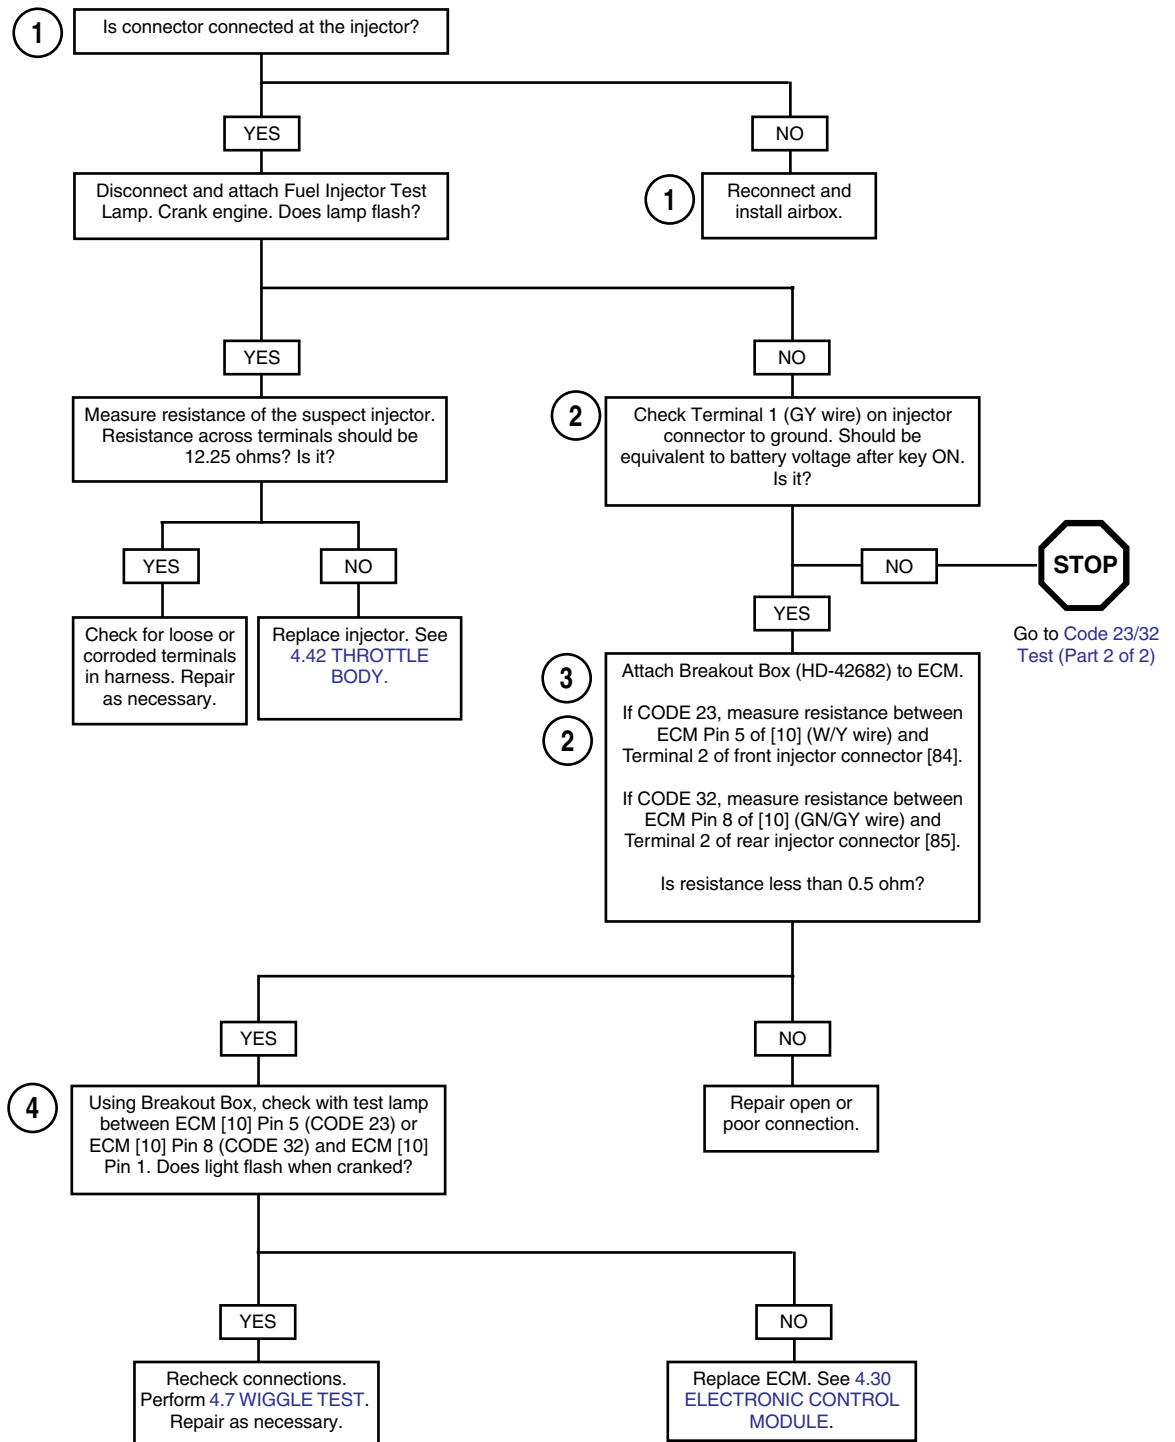 1
Is connector connected at the injector?
YES
NO
Disconnect and attach Fuel Injector Test
Lamp. Crank engine. Does lamp flash?
1
Reconnect and
install airbox.
YES
NO
Measure resistance of the suspect injector.
Resistance across terminals should be
12.25 ohms? Is it?
2
Check Terminal 1 (GY wire) on injector
connector to ground. Should be
equivalent to battery voltage after key ON.
Is it?
YES
NO
NO
STOP
Go to Code 23/32
Test (Part 2 of 2)
YES
Check for loose or
corroded terminals
in harness. Repair
as necessary.
Replace injector. See
4.42 THROTTLE
BODY.
3
2
Attach Breakout Box (HD-42682) to ECM.
If CODE 23, measure resistance between
ECM Pin 5 of [10] (W/Y wire) and
Terminal 2 of front injector connector [84].
If CODE 32, measure resistance between
ECM Pin 8 of [10] (GN/GY wire) and
Terminal 2 of rear injector connector [85].
Is resistance less than 0.5 ohm?
YES
NO
4
Using Breakout Box, check with test lamp
between ECM [10] Pin 5 (CODE 23) or
ECM [10] Pin 8 (CODE 32) and ECM [10]
Pin 1. Does light flash when cranked?
Repair open or
poor connection.
YES
NO
Recheck connections.
Perform 4.7 WIGGLE TEST.
Repair as necessary.
Replace ECM. See 4.30
ELECTRONIC CONTROL
MODULE.